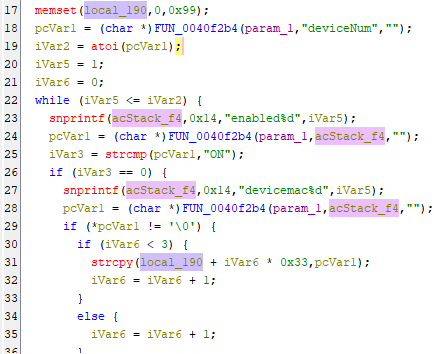 17 memset(local_190,0,0x99);
18 pcVar1 = (char *)FUN_0040f2b4(param_1,"deviceNum","");
19 iVar2 = atoi(pcVar1);
20 iVar5 = 1;
21 iVar6 = 0;
22 while (iVar5 <= iVar2) {
23 snprintf(acStack_f4,0x14,"enabled%d",iVar5);
24 pcVar1 = (char *)FUN_0040f2b4(param_1,acStack_f4,"");
25 iVar3 = strcmp(pcVar1,"ON");
26 if (iVar3 == 0) {
27 snprintf(acStack_f4,0x14,"devicemac%d",iVar5);
28 pcVar1 = (char *)FUN_0040f2b4(param_1,acStack_f4,"");
29 if (*pcVar1 != '\0') {
30 if (iVar6 < 3) {
31 strcpy(local_190 + iVar6 * 0x33,pcVar1);
32 iVar6 = iVar6 + 1;
33 }
34 else {
35 iVar6 = iVar6 + 1;
36 }